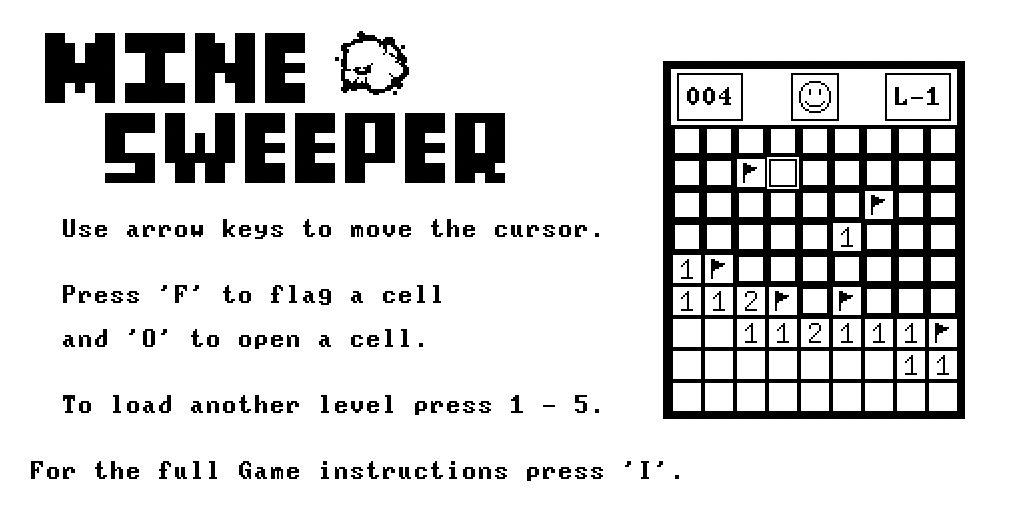 MINE
SWEEPER
004
L-1
Use arrow keys to move the cursor.
Press 'F' to flag a cell
and 'O' to open a cell.
To load another level press 1 - 5.
For the full Game instructions press 'I'.
1
1
1 1 2
1 1 2 1 1 1
1 1